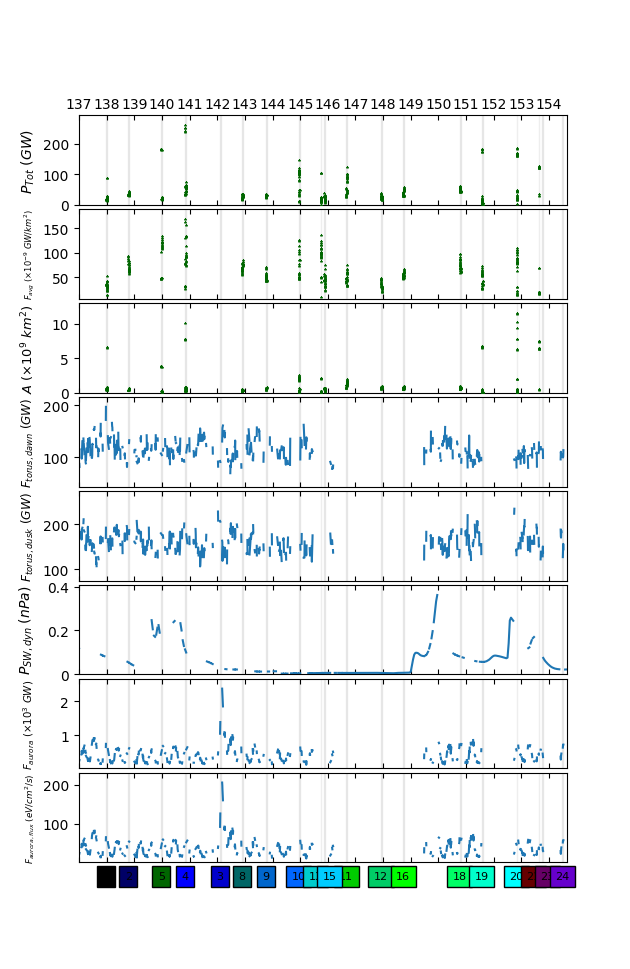 137 138 139 140 141 142 143 144 145 146 147 148 149 150 151 152 153 154
P_Tot (GW)
200
100
0
F_avg (×10⁻⁹ GW/km²)
150
100
50
A (×10⁹ km²)
10
5
0
F_torus,dawn (GW)
200
100
F_torus,dusk (GW)
200
100
P_SW,dyn (nPa)
0.4
0.2
0
F_aurora (×10³ GW)
2
1
F_aurora,flux (eV/cm²/s)
200
100
5 4 8 9 10 15 11 12 16 18 19 20 24